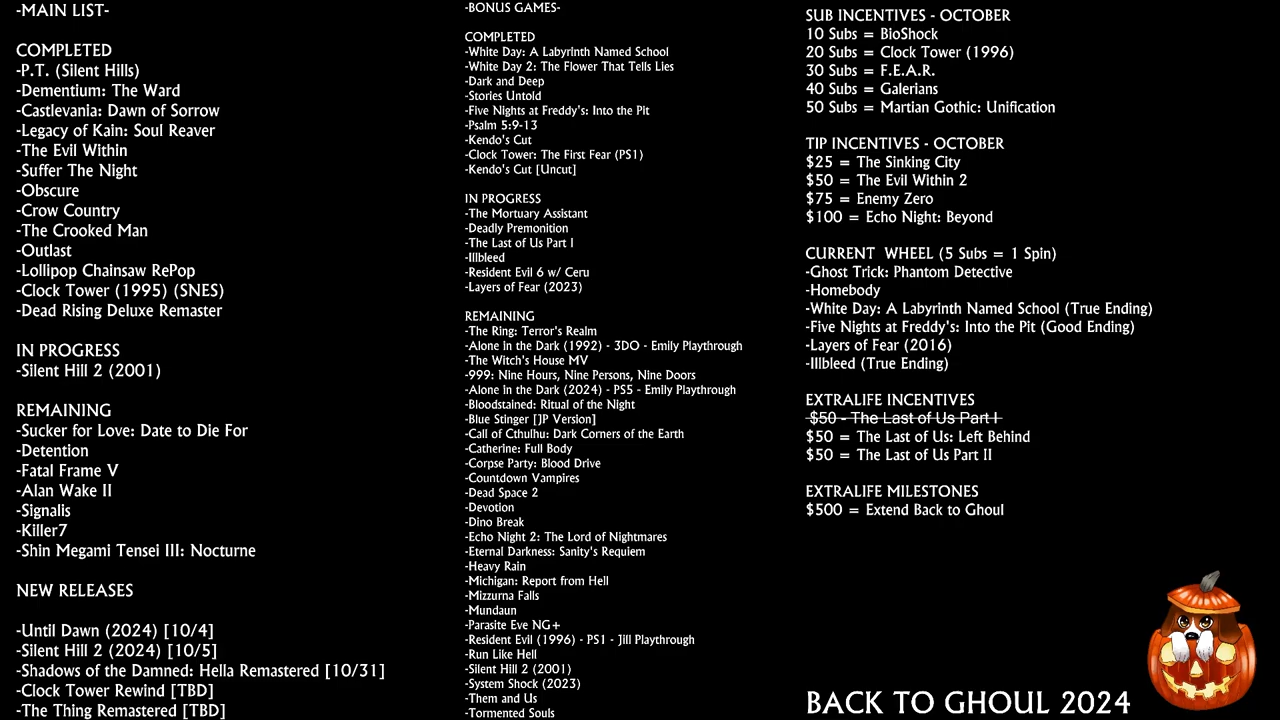 -MAIN LIST-
COMPLETED
-P.T. (Silent Hills)
-Dementium: The Ward
-Castlevania: Dawn of Sorrow
-Legacy of Kain: Soul Reaver
-The Evil Within
-Suffer The Night
-Obscure
-Crow Country
-The Crooked Man
-Outlast
-Lollipop Chainsaw RePop
-Clock Tower (1995) (SNES)
-Dead Rising Deluxe Remaster
IN PROGRESS
-Silent Hill 2 (2001)
REMAINING
-Sucker for Love: Date to Die For
-Detention
-Fatal Frame V
-Alan Wake II
-Signalis
-Killer7
-Shin Megami Tensei III: Nocturne
NEW RELEASES
-Until Dawn (2024) [10/4]
-Silent Hill 2 (2024) [10/5]
-Shadows of the Damned: Hella Remastered [10/31]
-Clock Tower Rewind [TBD]
-The Thing Remastered [TBD]
-BONUS GAMES-
COMPLETED
-White Day: A Labyrinth Named School
-White Day 2: The Flower That Tells Lies
-Dark and Deep
-Stories Untold
-Five Nights at Freddy's: Into the Pit
-Psalm 5:9-13
-Kendo's Cut
-Clock Tower: The First Fear (PS1)
-Kendo's Cut [Uncut]
IN PROGRESS
-The Mortuary Assistant
-Deadly Premonition
-The Last of Us Part I
-Illbleed
-Resident Evil 6 w/ Ceru
-Layers of Fear (2023)
REMAINING
-The Ring: Terror's Realm
-Alone in the Dark (1992) - 3DO - Emily Playthrough
-The Witch's House MV
-999: Nine Hours, Nine Persons, Nine Doors
-Alone in the Dark (2024) - PS5 - Emily Playthrough
-Bloodstained: Ritual of the Night
-Blue Stinger [JP Version]
-Call of Cthulhu: Dark Corners of the Earth
-Catherine: Full Body
-Corpse Party: Blood Drive
-Countdown Vampires
-Dead Space 2
-Devotion
-Dino Break
-Echo Night 2: The Lord of Nightmares
-Eternal Darkness: Sanity's Requiem
-Heavy Rain
-Michigan: Report from Hell
-Mizzurna Falls
-Mundaun
-Parasite Eve NG+
-Resident Evil (1996) - PS1 - Jill Playthrough
-Run Like Hell
-Silent Hill 2 (2001)
-System Shock (2023)
-Them and Us
-Tormented Souls
SUB INCENTIVES - OCTOBER
10 Subs = BioShock
20 Subs = Clock Tower (1996)
30 Subs = F.E.A.R.
40 Subs = Galerians
50 Subs = Martian Gothic: Unification
TIP INCENTIVES - OCTOBER
$25 = The Sinking City
$50 = The Evil Within 2
$75 = Enemy Zero
$100 = Echo Night: Beyond
CURRENT WHEEL (5 Subs = 1 Spin)
-Ghost Trick: Phantom Detective
-Homebody
-White Day: A Labyrinth Named School (True Ending)
-Five Nights at Freddy's: Into the Pit (Good Ending)
-Layers of Fear (2016)
-Illbleed (True Ending)
EXTRALIFE INCENTIVES
$50 - The Last of Us Part I
$50 = The Last of Us: Left Behind
$50 = The Last of Us Part II
EXTRALIFE MILESTONES
$500 = Extend Back to Ghoul
BACK TO GHOUL 2024